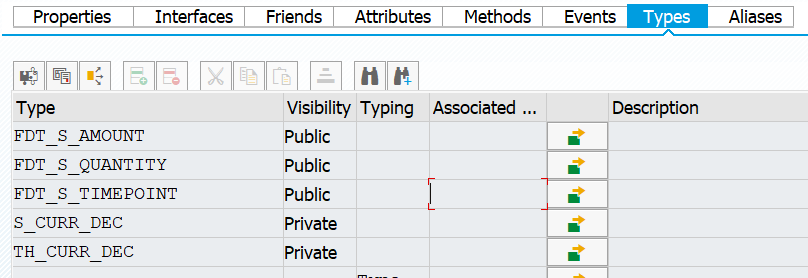 Properties Interfaces Friends Attributes Methods Events Types Aliases
Type Visibility Typing Associated ... Description
FDT_S_AMOUNT Public
FDT_S_QUANTITY Public
FDT_S_TIMEPOINT Public
S_CURR_DEC Private
TH_CURR_DEC Private